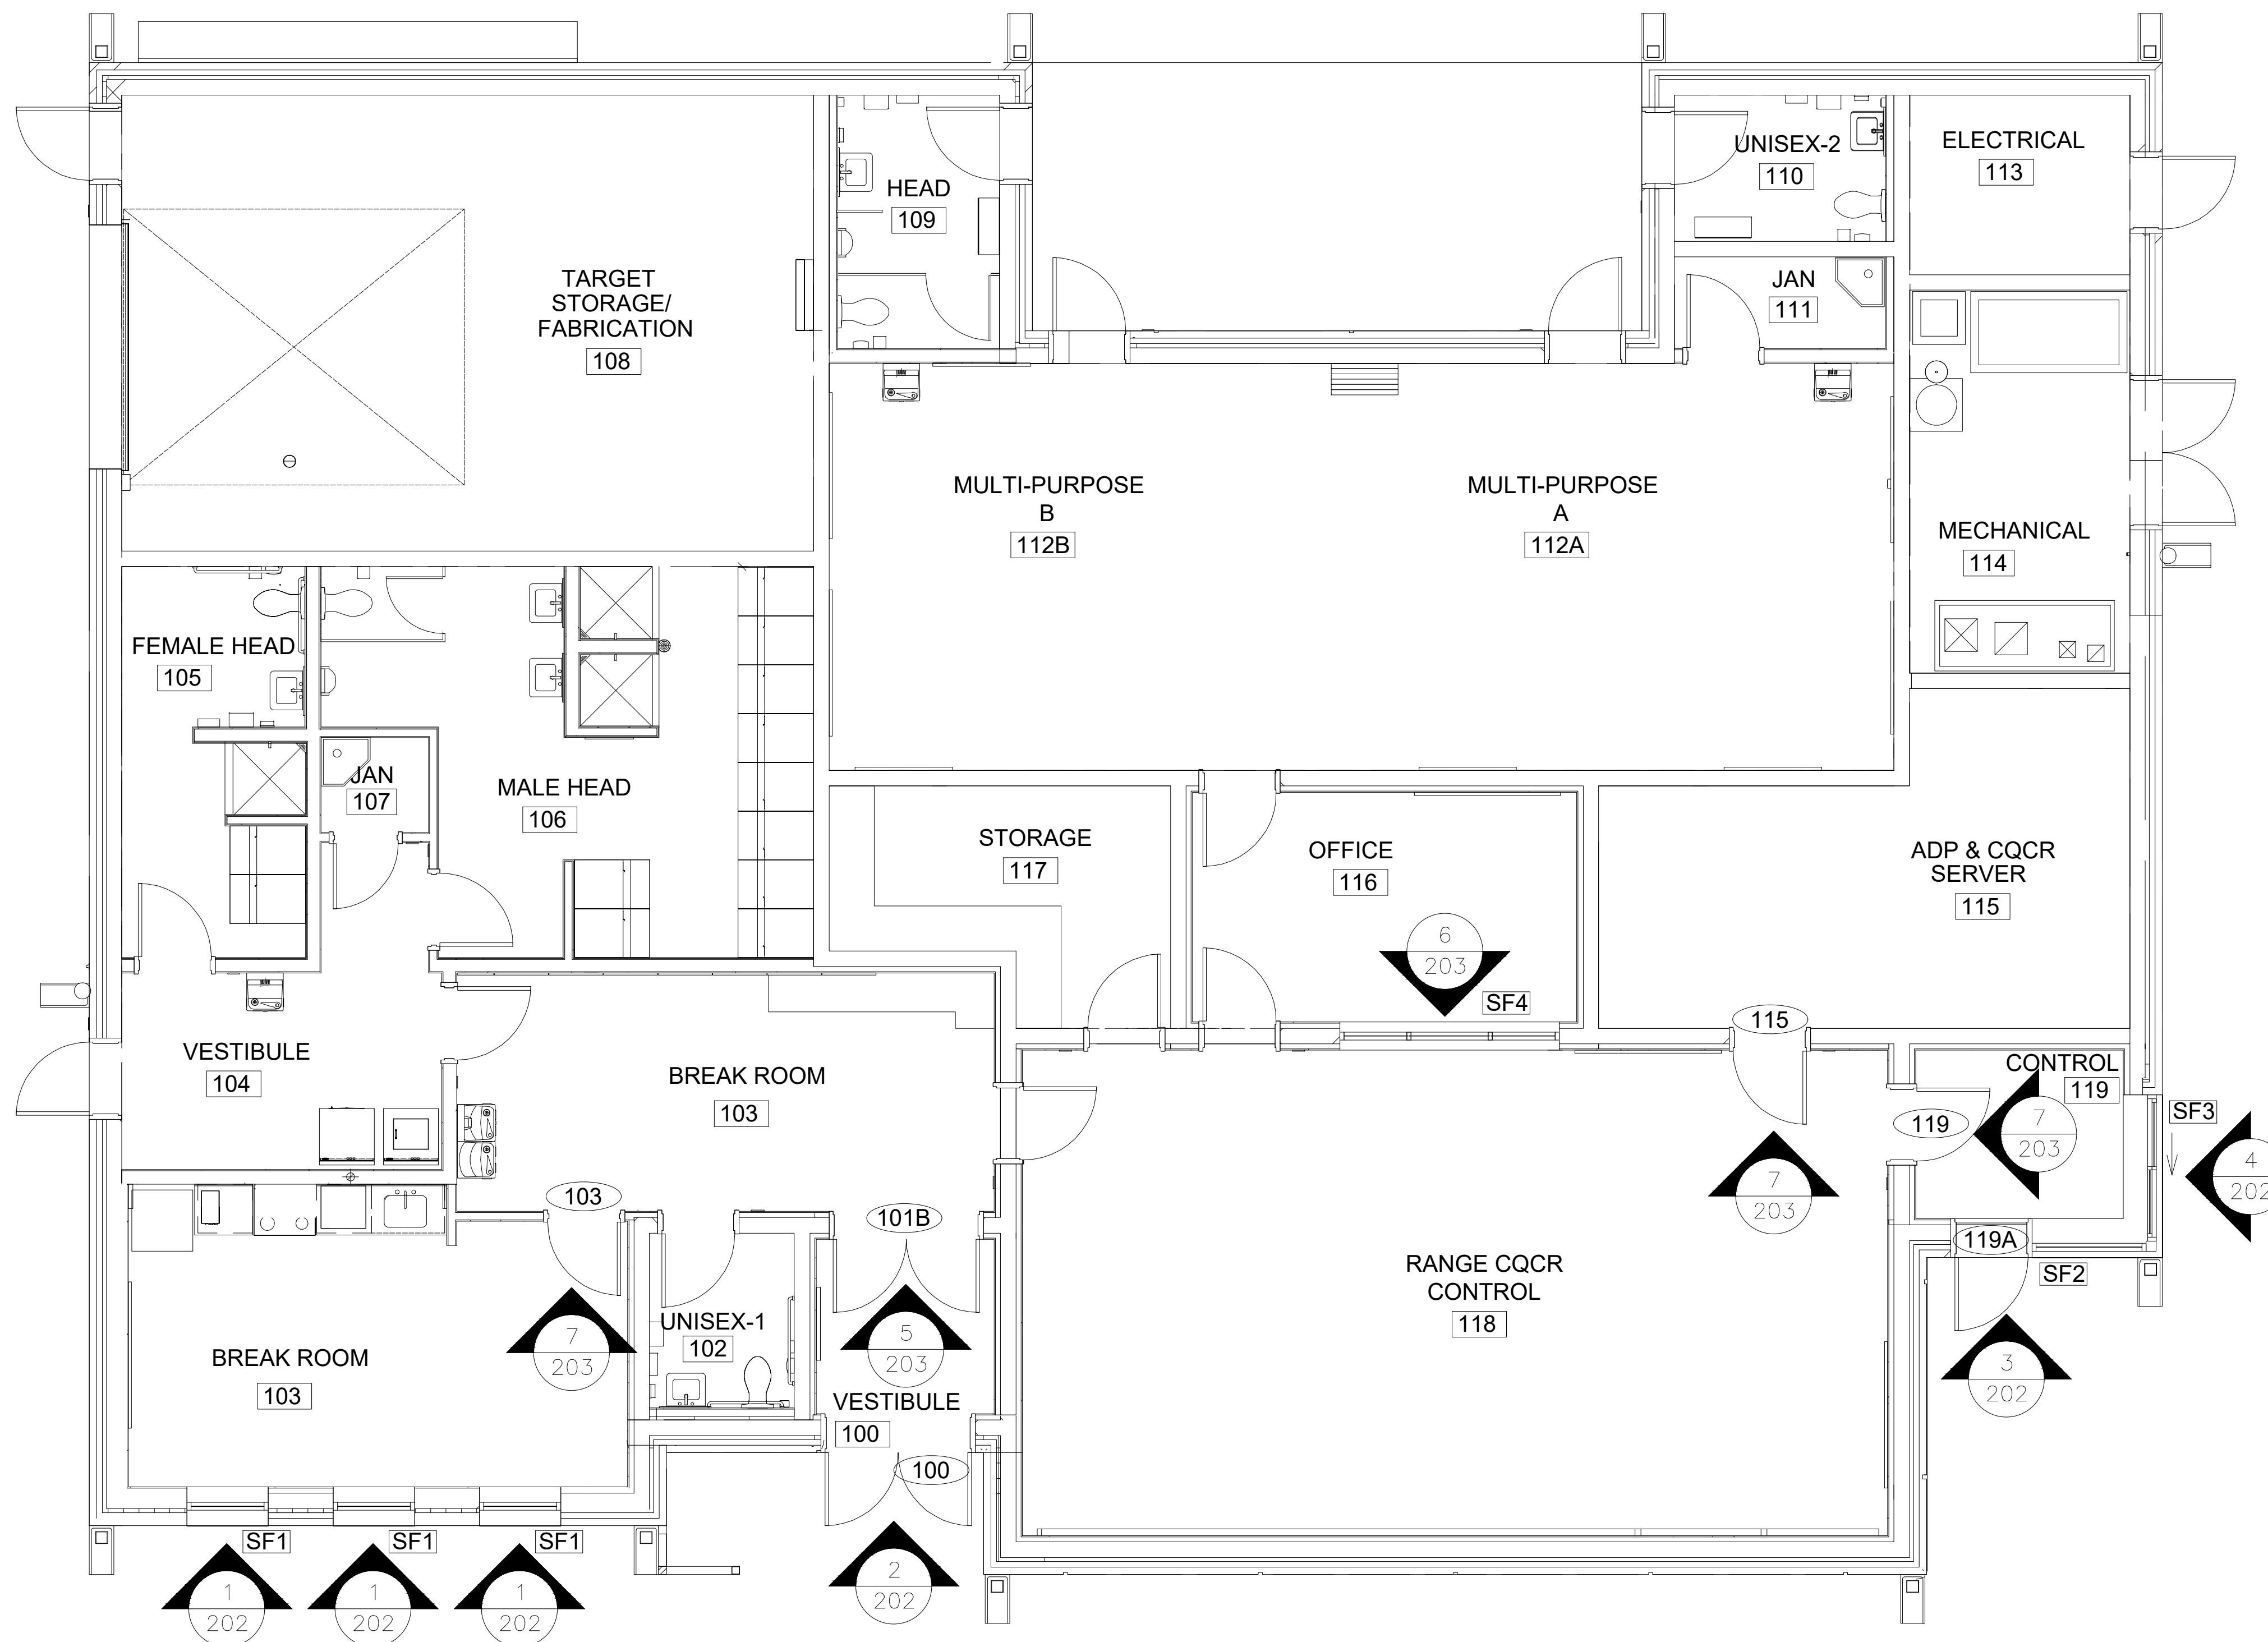 UNISEX-2
110
ELECTRICAL
113
HEAD
109
TARGET
STORAGE/
FABRICATION
108
JAN
111
MULTI-PURPOSE
B
112B
MULTI-PURPOSE
A
112A
MECHANICAL
114
FEMALE HEAD
105
JAN
107
MALE HEAD
106
STORAGE
117
OFFICE
116
ADP & CQCR
SERVER
115
6
203
SF4
115
VESTIBULE
104
BREAK ROOM
103
CONTROL
119
119
7
203
SF3
4
202
7
203
103
101B
119A
SF2
RANGE CQCR
CONTROL
118
UNISEX-1
102
5
203
7
203
BREAK ROOM
103
VESTIBULE
100
100
3
202
SF1
SF1
SF1
1
202
1
202
1
202
2
202